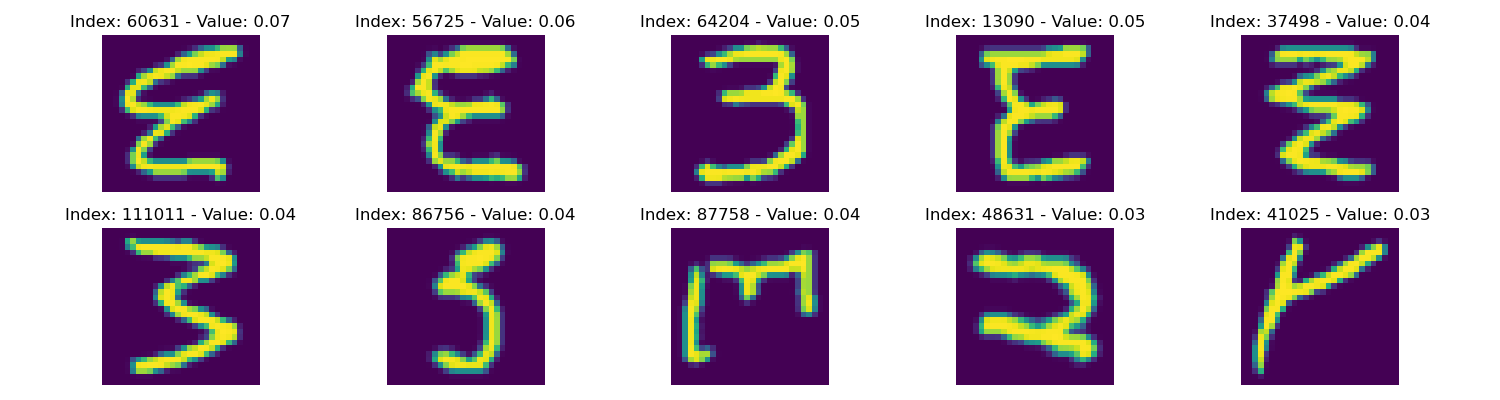 Index: 60631 - Value: 0.07 Index: 56725 - Value: 0.06 Index: 64204 - Value: 0.05 Index: 13090 - Value: 0.05 Index: 37498 - Value: 0.04
Index: 111011 - Value: 0.04 Index: 86756 - Value: 0.04 Index: 87758 - Value: 0.04 Index: 48631 - Value: 0.03 Index: 41025 - Value: 0.03